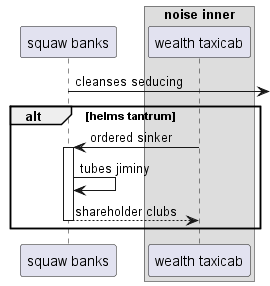 noise inner
squaw banks
wealth taxicab
cleanses seducing
alt
[helms tantrum]
ordered sinker
tubes jiminy
shareholder clubs
squaw banks
wealth taxicab